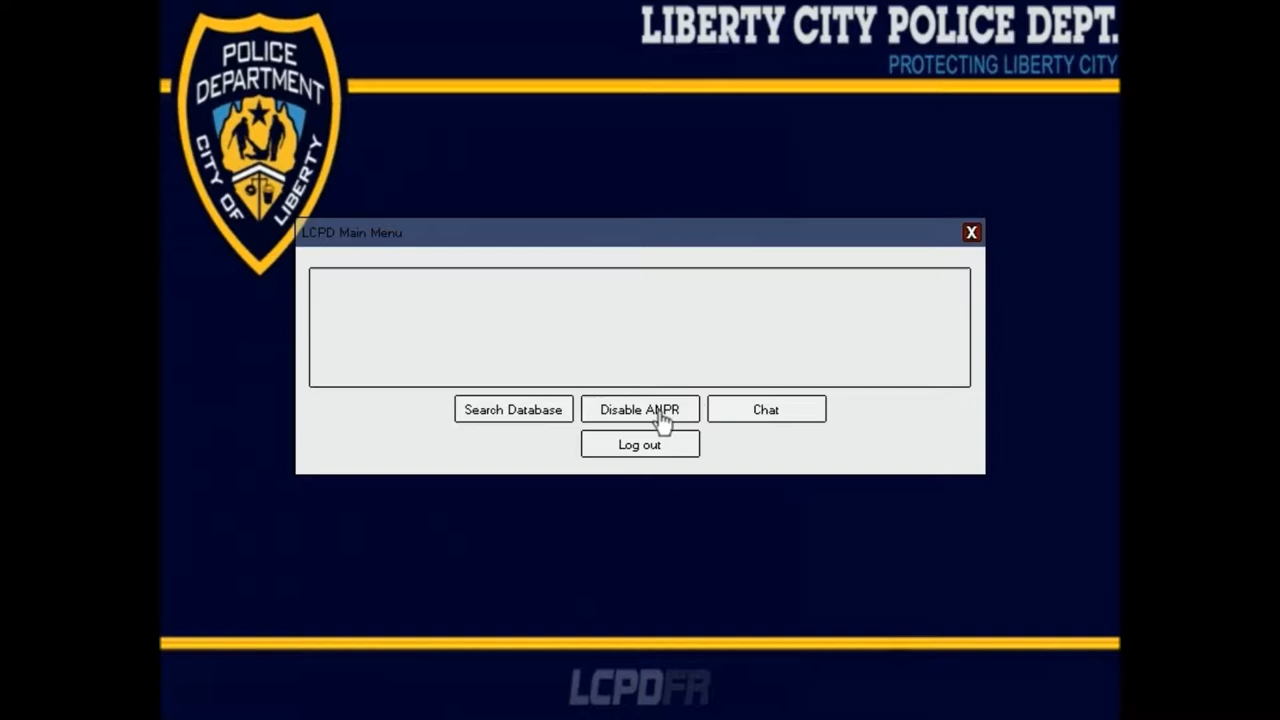 LIBERTY CITY POLICE DEPT.
PROTECTING LIBERTY CITY
POLICE
DEPARTMENT
CITY OF LIBERTY
LCPD Main Menu
X
Search Database
Disable ANPR
Chat
Log out
LCPDFR